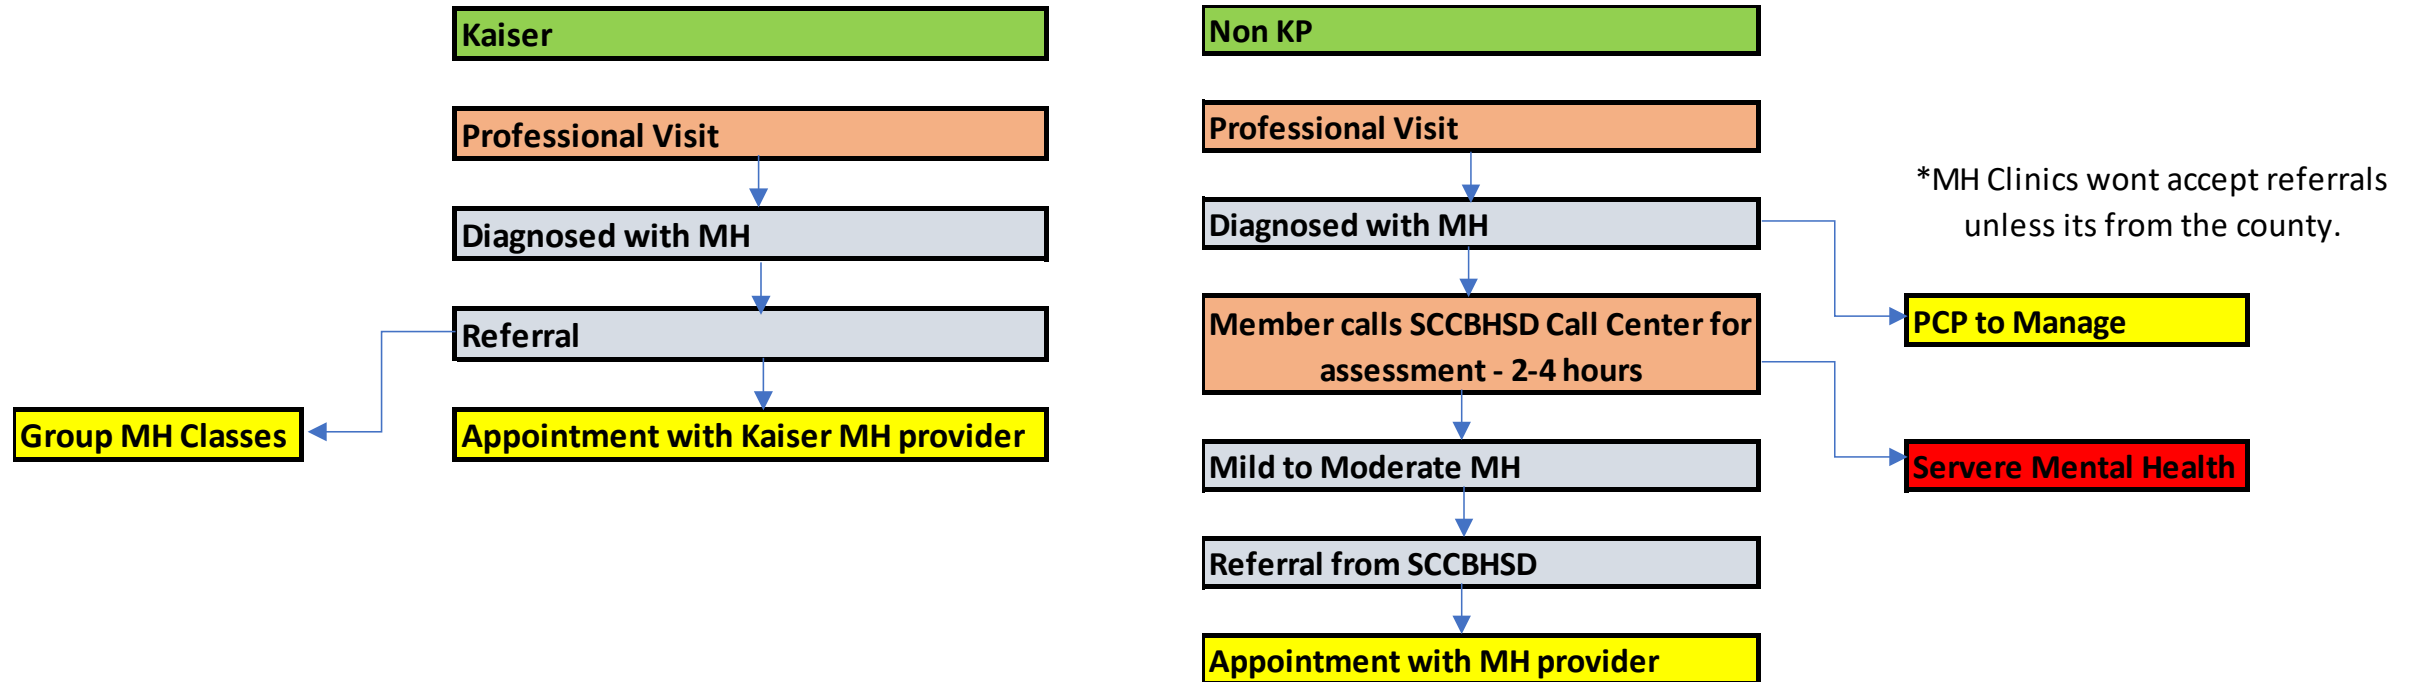 Kaiser
Professional Visit
Diagnosed with MH
Referral
Group MH Classes
Appointment with Kaiser MH provider
Non KP
Professional Visit
Diagnosed with MH
Member calls SCCBHSD Call Center for
assessment - 2-4 hours
Mild to Moderate MH
Referral from SCCBHSD
Appointment with MH provider
*MH Clinics wont accept referrals
unless its from the county.
PCP to Manage
Servere Mental Health